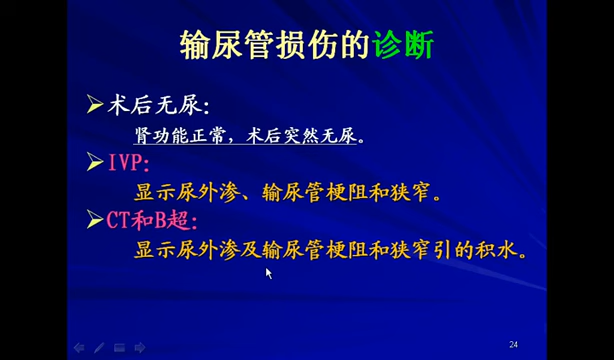 输尿管损伤的诊断
术后无尿:
肾功能正常，术后突然无尿。
IVP:
显示尿外渗、输尿管梗阻和狭窄。
CT和B超:
显示尿外渗及输尿管梗阻和狭窄引的积水。
24